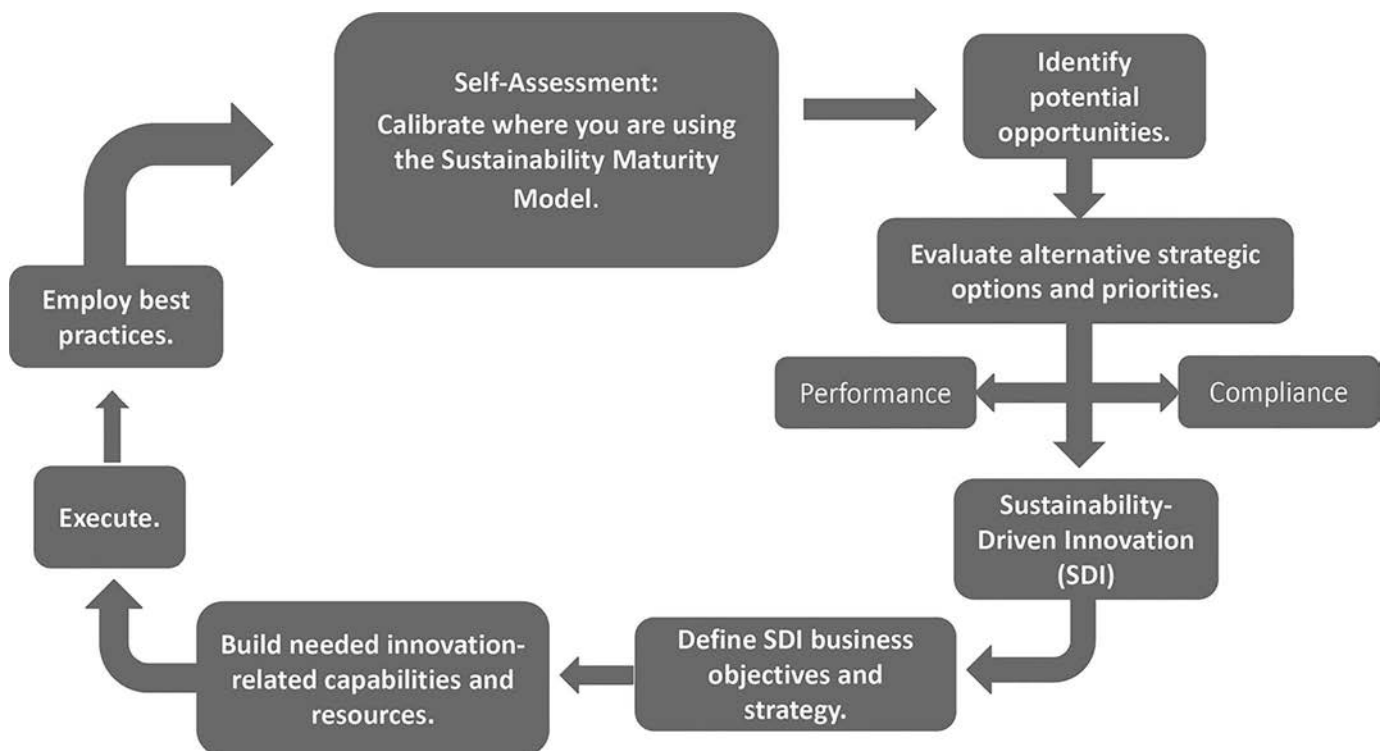 Self-Assessment:
Calibrate where you are using
the Sustainability Maturity
Model.
Identify
potential
opportunities.
Evaluate alternative strategic
options and priorities.
Performance
Compliance
Sustainability-
Driven Innovation
(SDI)
Define SDI business
objectives and
strategy.
Build needed innovation-
related capabilities and
resources.
Execute.
Employ best
practices.